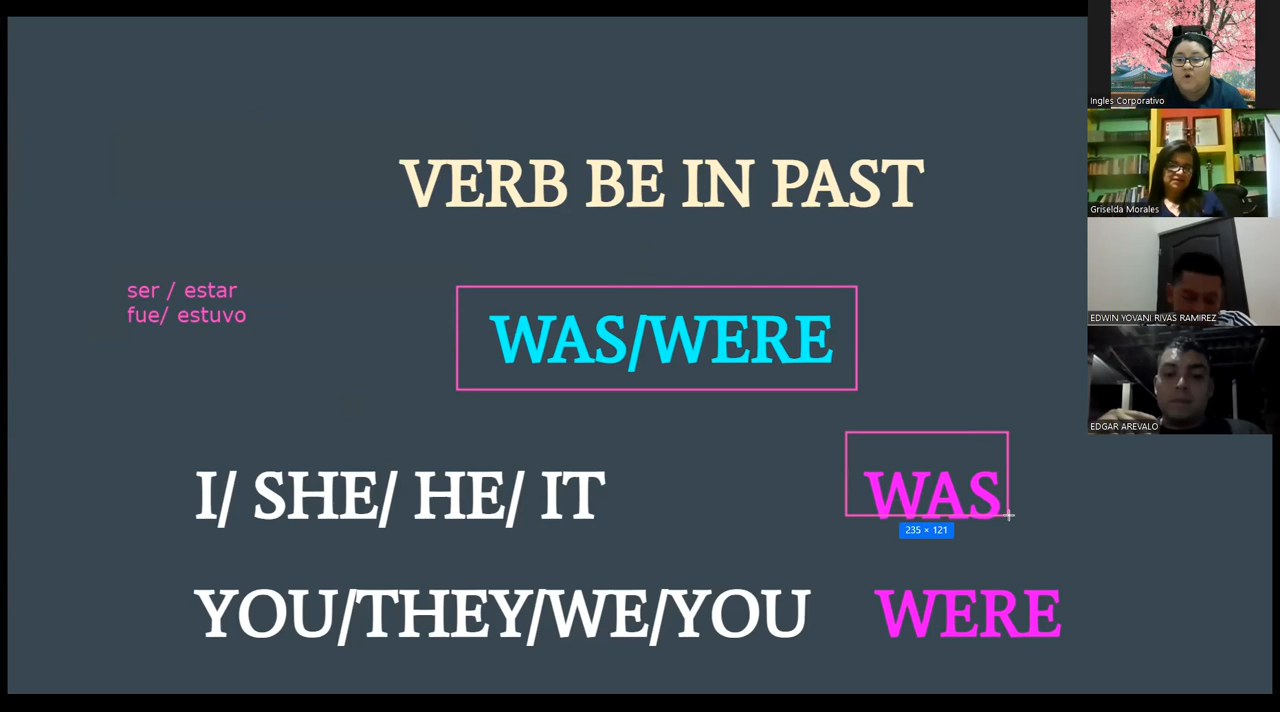 VERB BE IN PAST
ser / estar
fue/ estuvo
WAS/WERE
I/ SHE/ HE/ IT
WAS
235 × 121
YOU/THEY/WE/YOU
WERE
Ingles Corporativo
Griselda Morales
EDWIN YOVANI RIVAS RAMIREZ
EDGAR AREVALO